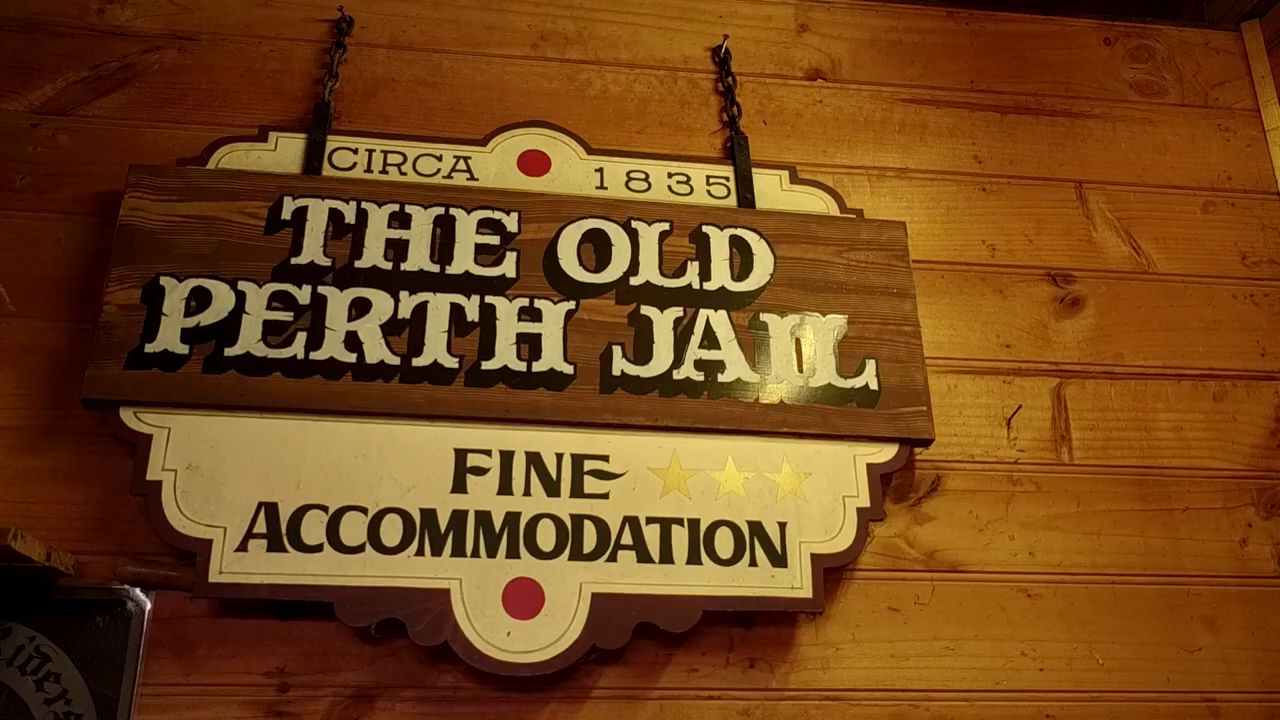 CIRCA 1835
THE OLD
PERTH JAIL
FINE
ACCOMMODATION